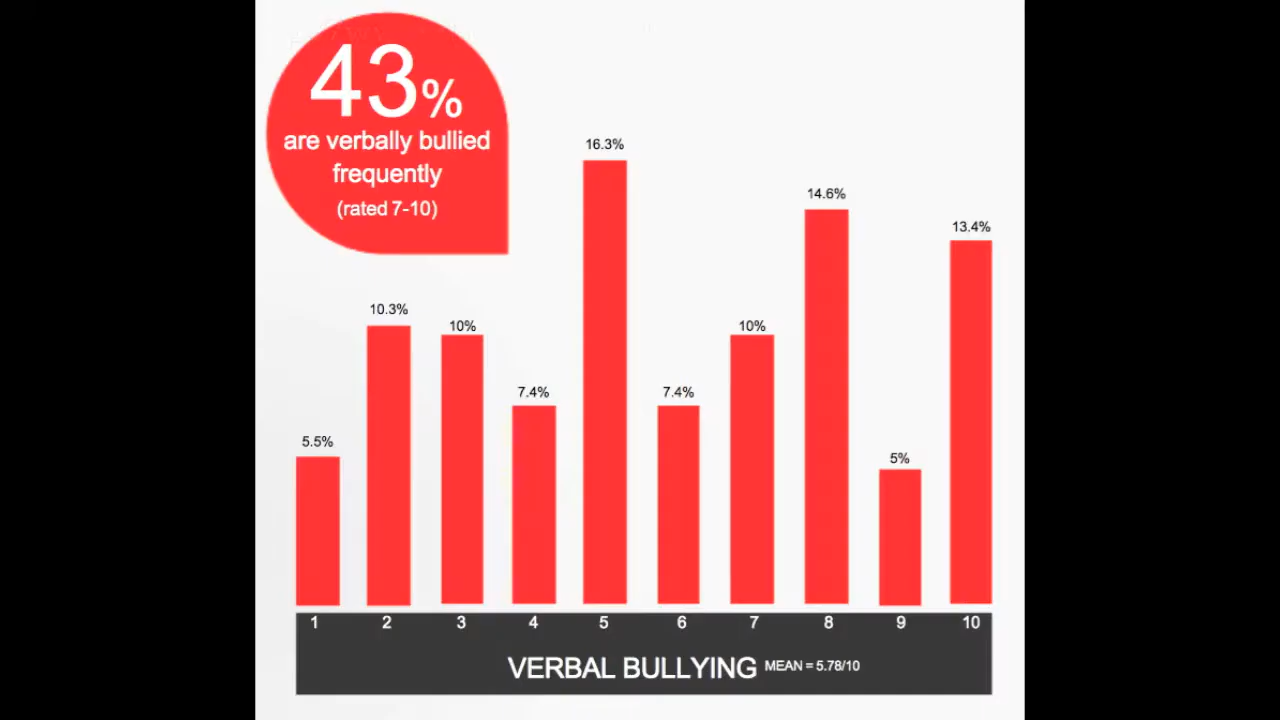 43%
are verbally bullied
frequently
(rated 7-10)
5.5%
10.3%
10%
7.4%
16.3%
7.4%
10%
14.6%
5%
13.4%
1 2 3 4 5 6 7 8 9 10
VERBAL BULLYING MEAN = 5.78/10